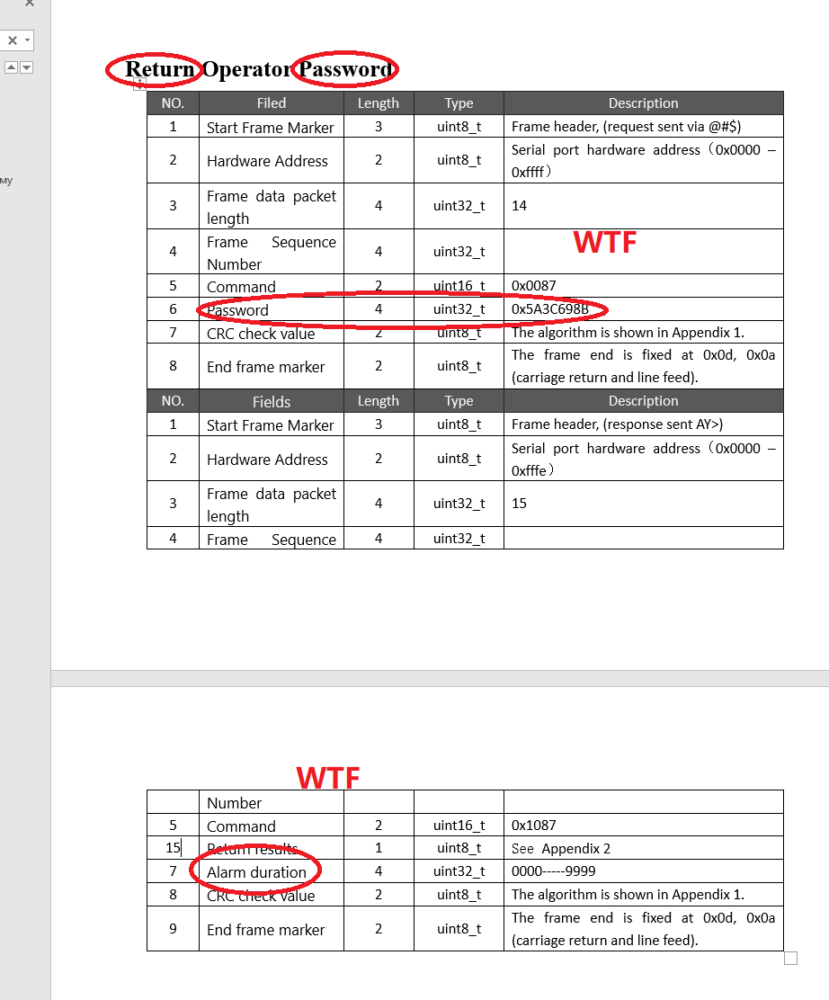 му
Return Operator Password
NO. Filed Length Type Description
1 Start Frame Marker 3 uint8_t Frame header, (request sent via @#$)
2 Hardware Address 2 uint8_t Serial port hardware address（0x0000 –
0xffff）
3 Frame data packet
length 4 uint32_t 14
4 Frame Sequence
Number 4 uint32_t
WTF
5 Command 2 uint16_t 0x0087
6 Password 4 uint32_t 0x5A3C698B
7 CRC check value 2 uint8_t The algorithm is shown in Appendix 1.
8 End frame marker 2 uint8_t The frame end is fixed at 0x0d, 0x0a
(carriage return and line feed).
NO. Fields Length Type Description
1 Start Frame Marker 3 uint8_t Frame header, (response sent AY>)
2 Hardware Address 2 uint8_t Serial port hardware address（0x0000 –
0xfffe）
3 Frame data packet
length 4 uint32_t 15
4 Frame Sequence 4 uint32_t
WTF
Number
5 Command 2 uint16_t 0x1087
15 Return results 1 uint8_t See Appendix 2
7 Alarm duration 4 uint32_t 0000-----9999
8 CRC check value 2 uint8_t The algorithm is shown in Appendix 1.
9 End frame marker 2 uint8_t The frame end is fixed at 0x0d, 0x0a
(carriage return and line feed).